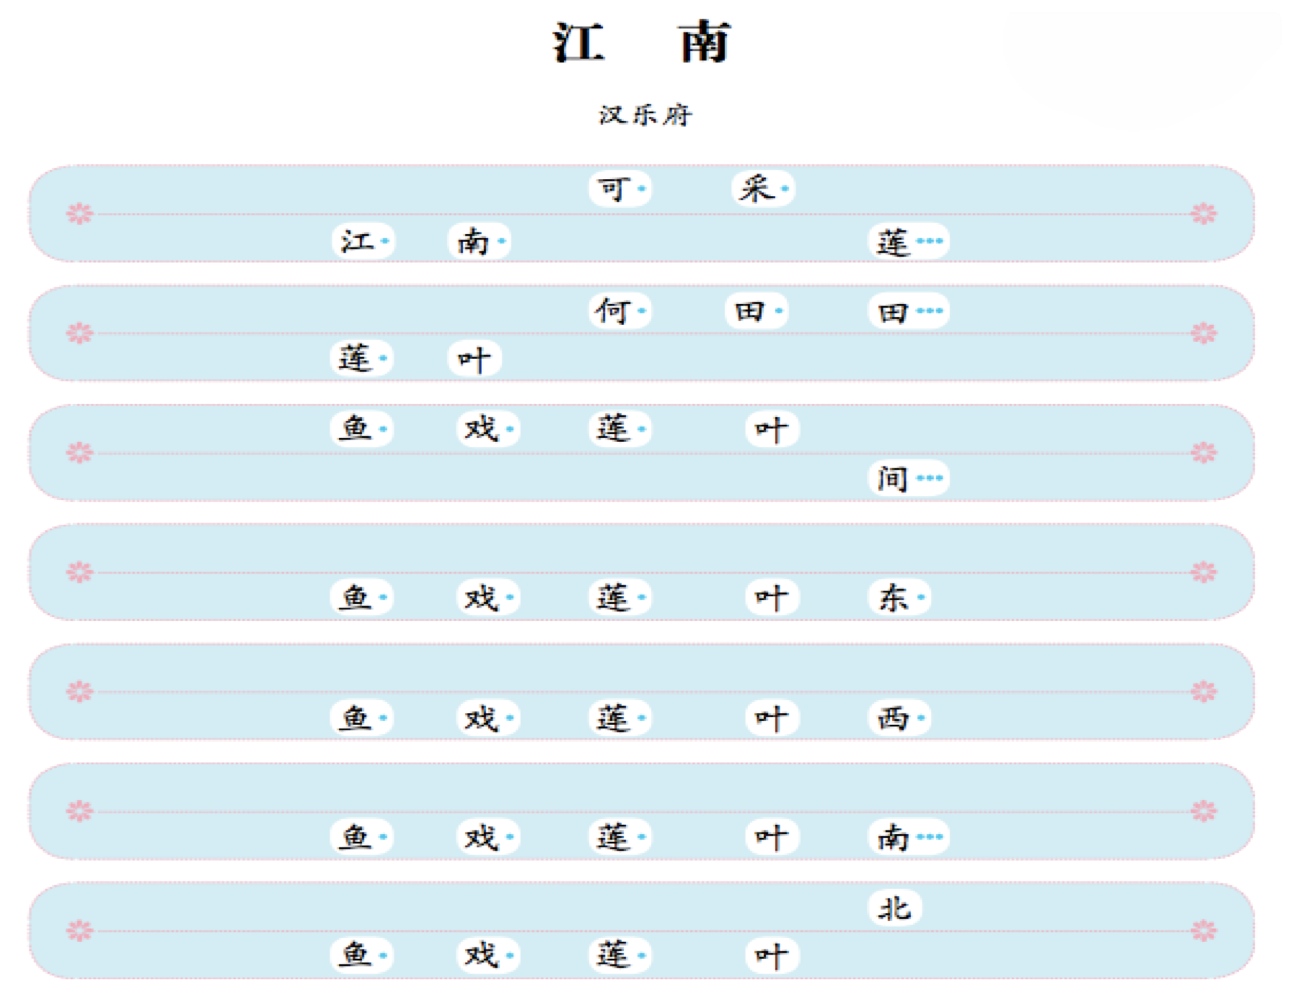 江 南
汉乐府
江· 南· 可· 采· 莲···
莲· 叶 何· 田· 田···
鱼· 戏· 莲· 叶 间···
鱼· 戏· 莲· 叶 东·
鱼· 戏· 莲· 叶 西·
鱼· 戏· 莲· 叶 南···
鱼· 戏· 莲· 叶 北